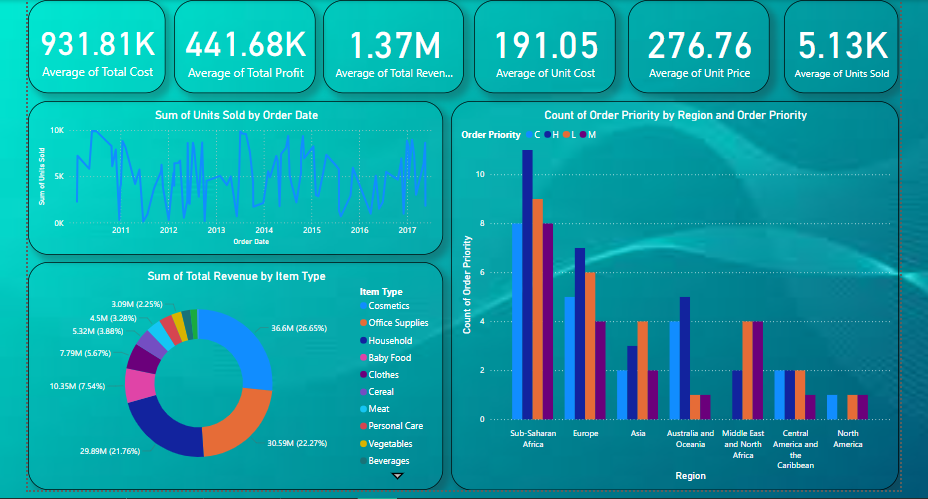 931.81K
Average of Total Cost
441.68K
Average of Total Profit
1.37M
Average of Total Reven...
191.05
Average of Unit Cost
276.76
Average of Unit Price
5.13K
Average of Units Sold
Sum of Units Sold by Order Date
Sum of Units Sold
10K
5K
0K
2011 2012 2013 2014 2015 2016 2017
Order Date
Sum of Total Revenue by Item Type
3.09M (2.25%)
4.5M (3.28%)
5.32M (3.88%)
7.79M (5.67%)
10.35M (7.54%)
29.89M (21.76%)
36.6M (26.65%)
30.59M (22.27%)
Item Type
Cosmetics
Office Supplies
Household
Baby Food
Clothes
Cereal
Meat
Personal Care
Vegetables
Beverages
Count of Order Priority by Region and Order Priority
Order Priority C H L M
Count of Order Priority
10
8
6
4
2
0
Sub-Saharan
Africa
Europe
Asia
Australia and
Oceania
Middle East
and North
Africa
Central
America and
the
Caribbean
North
America
Region